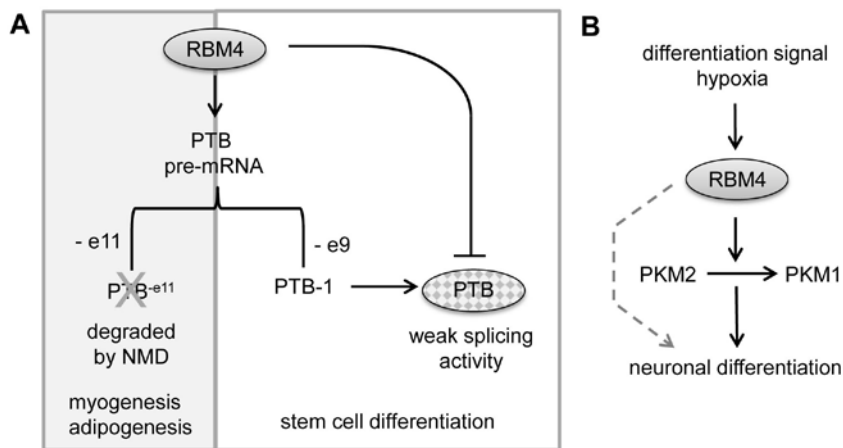 A
RBM4
PTB
pre-mRNA
- e11
- e9
PTB-e11
PTB-1
PTB
degraded
by NMD
weak splicing
activity
myogenesis
adipogenesis
stem cell differentiation
B
differentiation signal
hypoxia
RBM4
PKM2
PKM1
neuronal differentiation